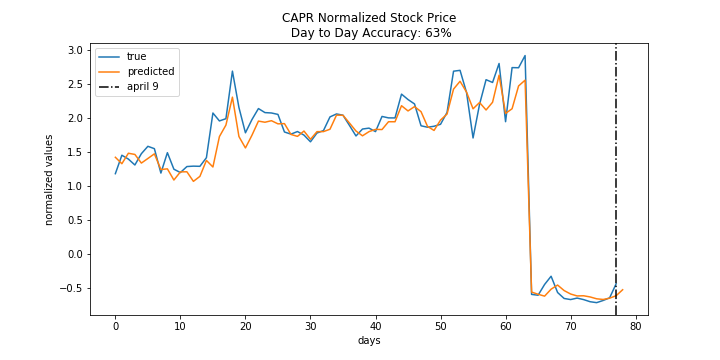 CAPR Normalized Stock Price
Day to Day Accuracy: 63%
true
predicted
april 9
normalized values
3.0
2.5
2.0
1.5
1.0
0.5
0.0
−0.5
0 10 20 30 40 50 60 70 80
days